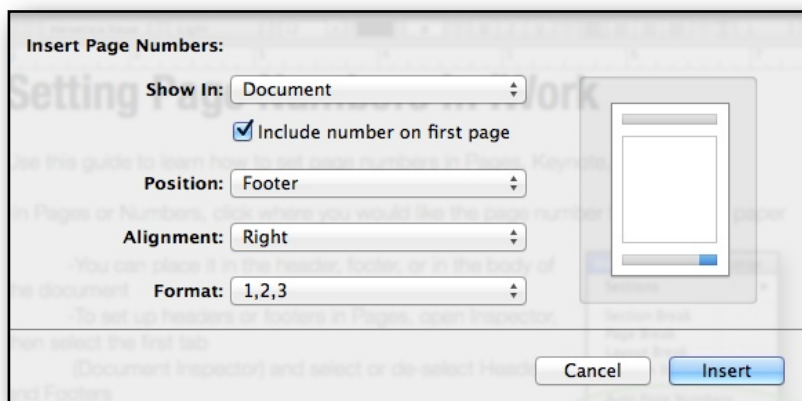 Insert Page Numbers:
Setting Page Numbers in iWork
Show In: Document
Include number on first page
Use this guide to learn how to set page numbers in Pages, Keynote,
Position: Footer
In Pages or Numbers, click where you would like the page number paper
Alignment: Right
-You can place it in the header, footer, or in the body of
the document
Sections
Format: 1,2,3
-To set up headers or footers in Pages, open Inspector,
Section Break
then select the first tab
Page Break
Layout Break
(Document Inspector) and select or de-select Headers
Cancel Insert
and Footers